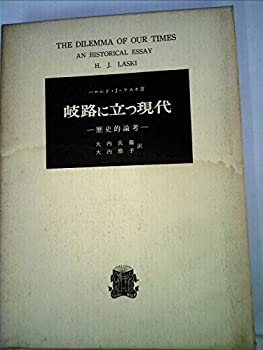 THE DILEMMA OF OUR TIMES
AN HISTORICAL ESSAY
H. J. LASKI
ハロルド・J・ラスキ著
岐路に立つ現代
―歴史的論考―
大内兵衛
大内節子
訳